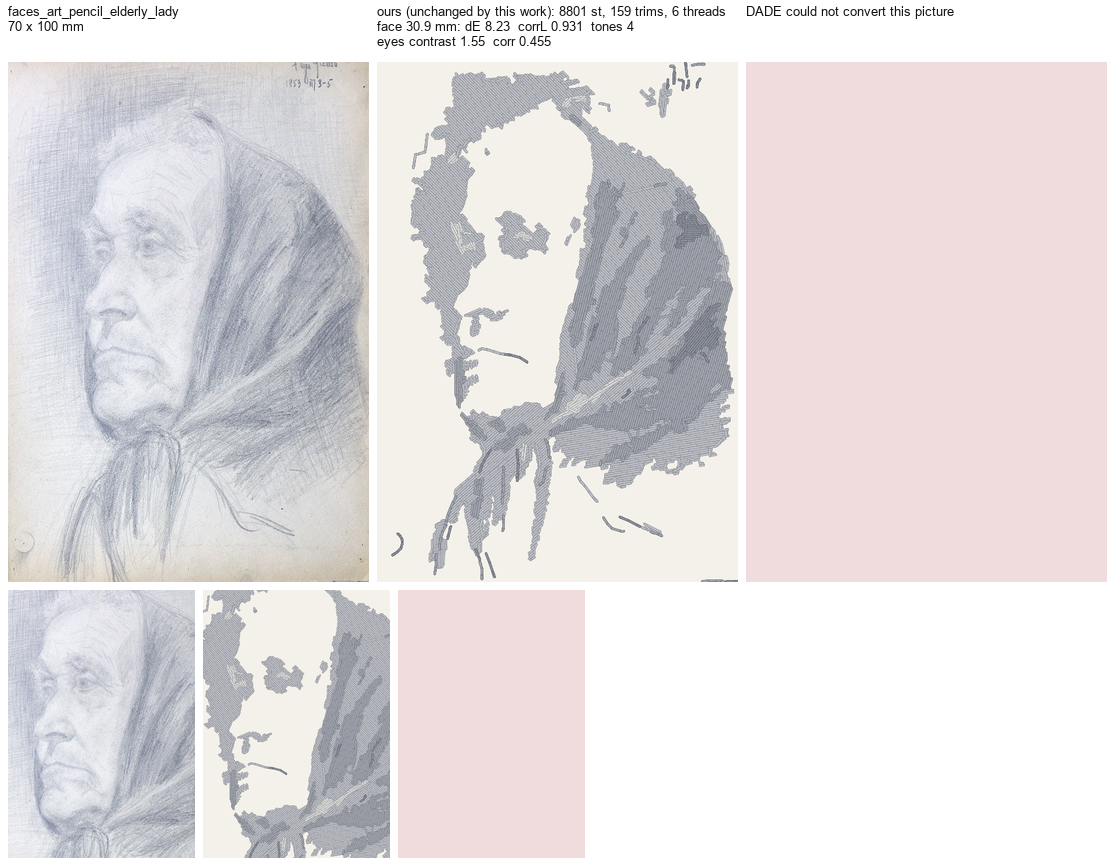 faces_art_pencil_elderly_lady
70 x 100 mm
ours (unchanged by this work): 8801 st, 159 trims, 6 threads
face 30.9 mm: dE 8.23 corrL 0.931 tones 4
eyes contrast 1.55 corr 0.455
DADE could not convert this picture
1953